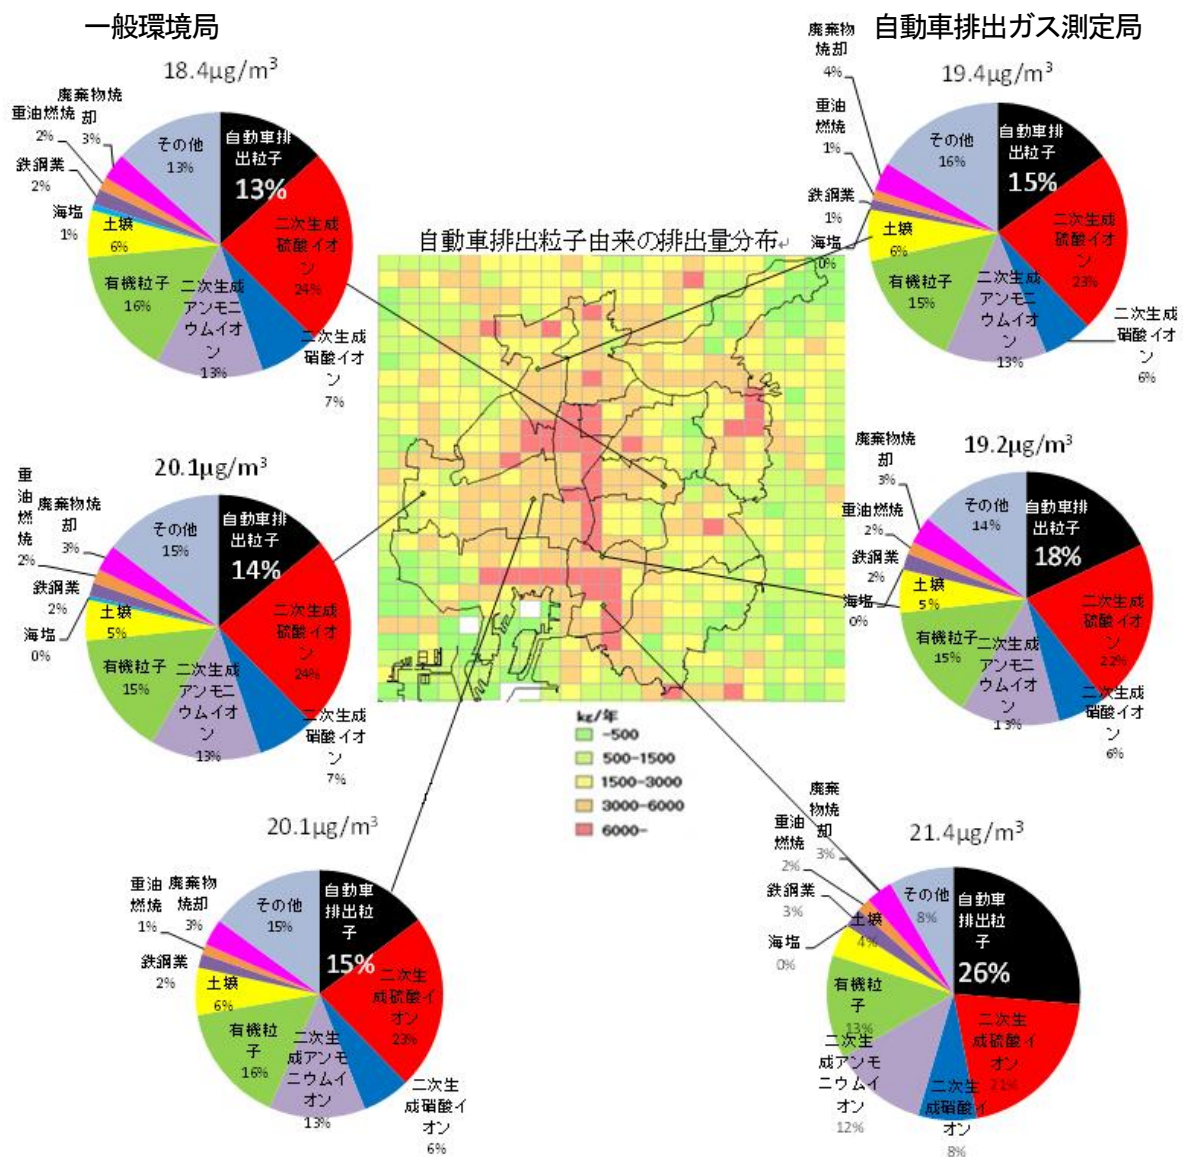 一般環境局
自動車排出ガス測定局
18.4μg/m³
廃棄物焼
却
3%
重油燃焼
2%
鉄鋼業
2%
海塩
1%
土壌
6%
有機粒子
16%
二次生成
アンモニ
ウムイオ
ン
13%
二次生成
硝酸イオ
ン
7%
二次生成
硫酸イオ
ン
24%
自動車排
出粒子
13%
その他
13%
19.4μg/m³
廃棄物
焼却
4%
重油
燃焼
1%
鉄鋼業
1%
海塩
0%
土壌
6%
有機粒子
15%
二次生成
アンモニ
ウムイオ
ン
13%
二次生成
硝酸イオ
ン
6%
二次生成
硫酸イオ
ン
23%
自動車排
出粒子
15%
その他
16%
自動車排出粒子由来の排出量分布↵
20.1μg/m³
重
油
燃
焼
2%
廃棄物焼
却
3%
鉄鋼業
2%
海塩
0%
土壌
5%
有機粒子
15%
二次生成
アンモニ
ウムイオ
ン
13%
二次生成
硝酸イオ
ン
7%
二次生成
硫酸イオ
ン
24%
自動車排
出粒子
14%
その他
15%
19.2μg/m³
廃棄物焼
却
3%
重油燃焼
2%
鉄鋼業
2%
海塩
0%
土壌
5%
有機粒子
15%
二次生成
アンモニ
ウムイオ
ン
13%
二次生成
硝酸イオ
ン
6%
二次生成
硫酸イオ
ン
22%
自動車排
出粒子
18%
その他
14%
kg/年
-500
500-1500
1500-3000
3000-6000
6000-
20.1μg/m³
重油
燃焼
1%
廃棄物
焼却
3%
鉄鋼業
2%
土壌
6%
有機粒
子
16%
二次生
成アンモ
ニウムイ
オン
13%
二次生
成硝酸イ
オン
6%
二次生
成硫酸イ
オン
23%
自動車
排出粒
子
15%
その他
15%
21.4μg/m³
廃棄
物焼
却
3%
重油
燃焼
2%
鉄鋼業
3%
海塩
0%
土壌
4%
有機粒
子
13%
二次生
成アンモ
ニウムイ
オン
12%
二次生
成硝酸イ
オン
8%
二次生
成硫酸イ
オン
21%
自動車
排出粒
子
26%
その他
8%